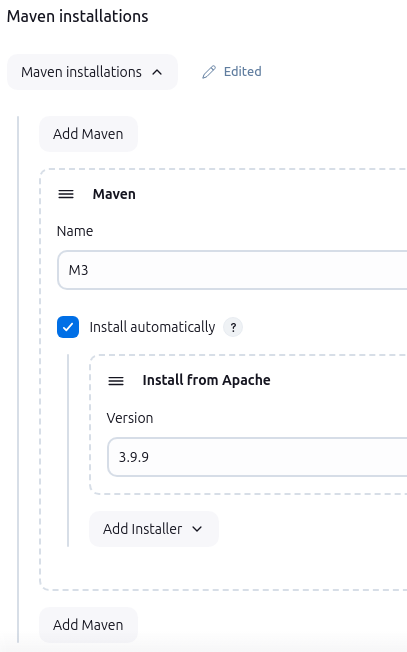 Maven installations
Maven installations
Edited
Add Maven
Maven
Name
M3
Install automatically ?
Install from Apache
Version
3.9.9
Add Installer
Add Maven